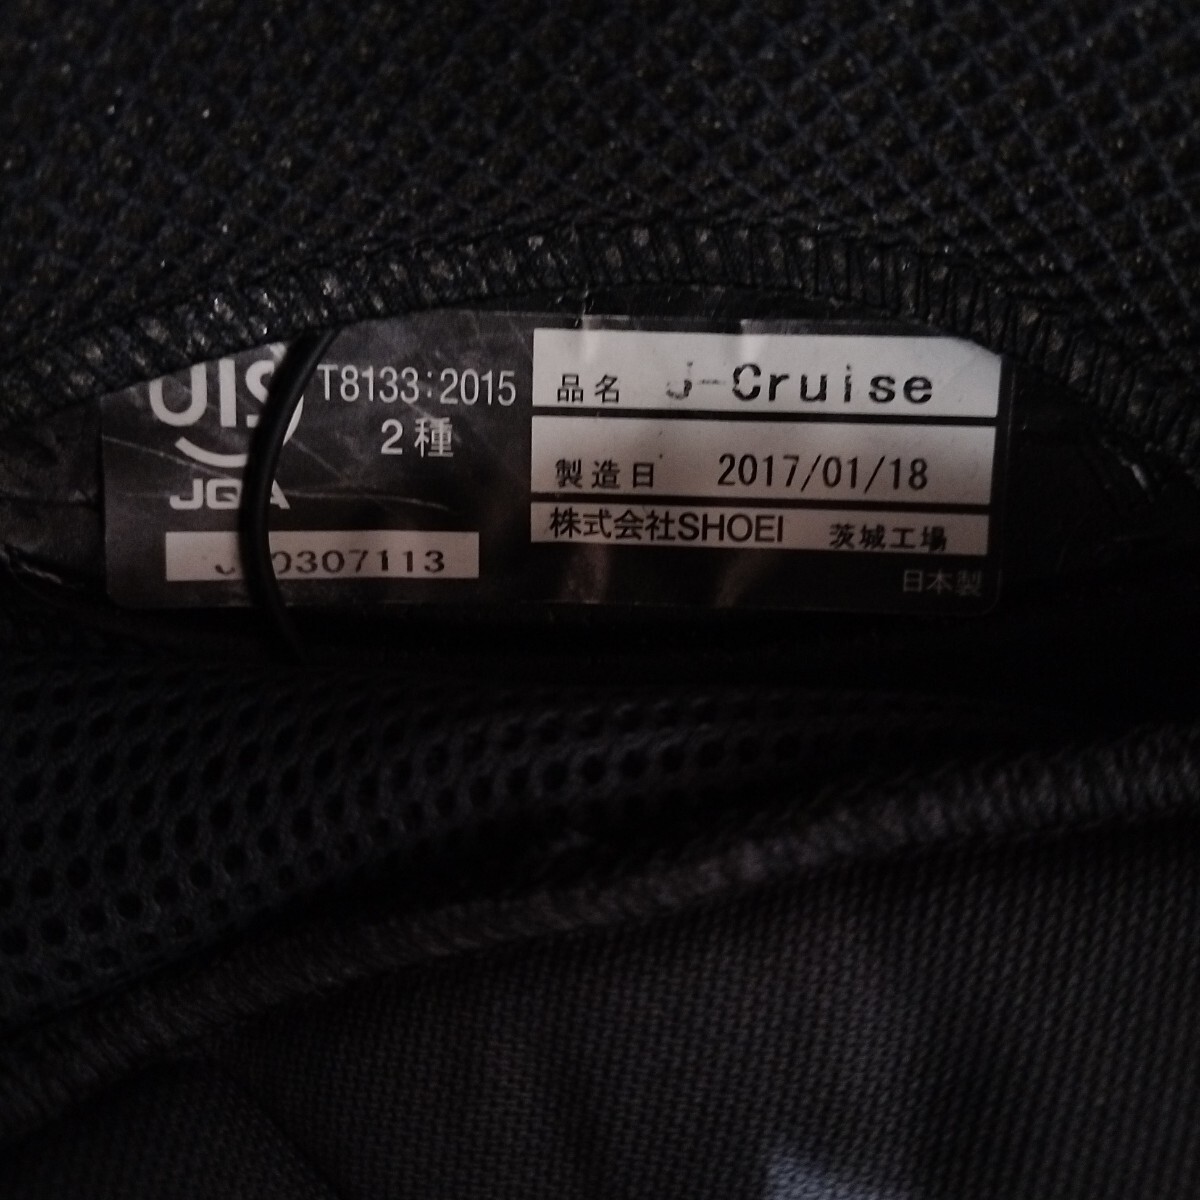 JIS T8133:2015
2種
JQA
0307113
品名 J-Cruise
製造日 2017/01/18
株式会社SHOEI 茨城工場
日本製